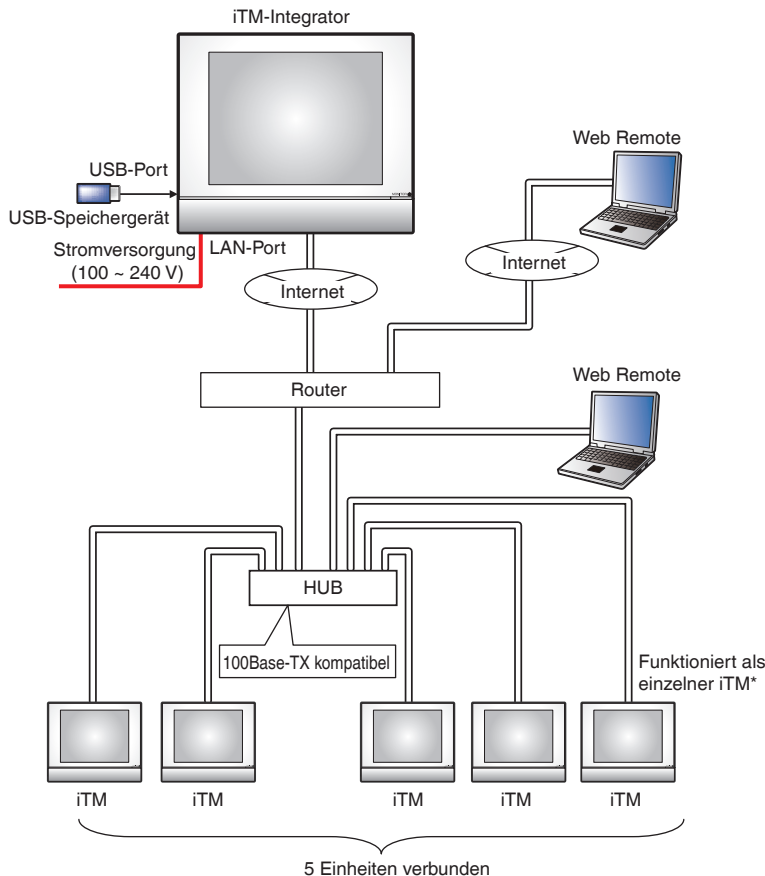 iTM-Integrator
Web Remote
USB-Port
USB-Speichergerät
Stromversorgung
(100 ~ 240 V)
LAN-Port
Internet
Internet
Router
Web Remote
HUB
100Base-TX kompatibel
Funktioniert als
einzelner iTM*
iTM
iTM
iTM
iTM
iTM
5 Einheiten verbunden